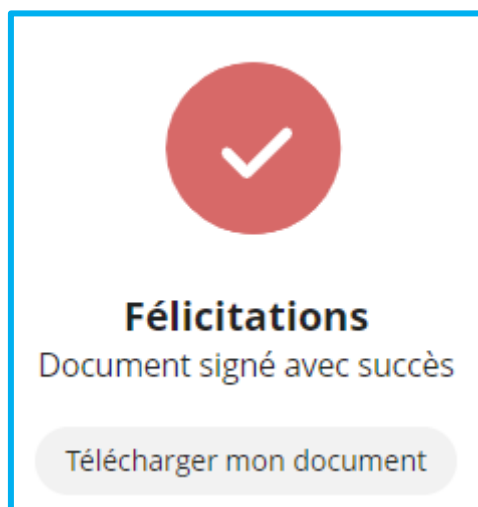 Félicitations
Document signé avec succès
Télécharger mon document